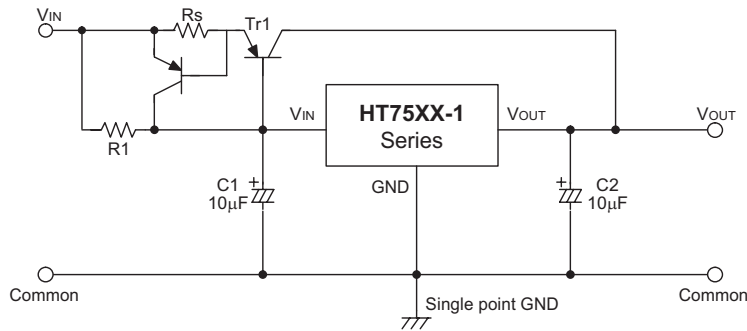 VIN
Rs
Tr1
R1
VIN
HT75XX-1
Series
VOUT
VOUT
GND
C1
10µF
C2
10µF
Common
Single point GND
Common